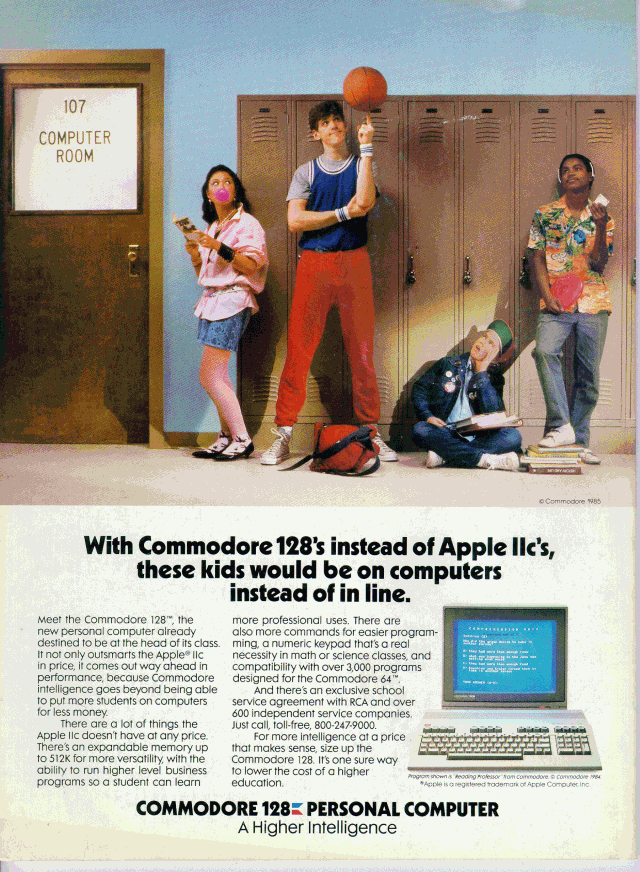 107
COMPUTER
ROOM
© Commodore 1985
With Commodore 128's instead of Apple IIc's,
these kids would be on computers
instead of in line.
Meet the Commodore 128™, the
new personal computer already
destined to be at the head of its class.
It not only outsmarts the Apple® IIc
in price, it comes out way ahead in
performance, because Commodore
intelligence goes beyond being able
to put more students on computers
for less money.
There are a lot of things the
Apple IIc doesn't have at any price.
There's an expandable memory up
to 512K for more versatility, with the
ability to run higher level business
programs so a student can learn
more professional uses. There are
also more commands for easier program-
ming, a numeric keypad that's a real
necessity in math or science classes, and
compatibility with over 3,000 programs
designed for the Commodore 64™.
And there's an exclusive school
service agreement with RCA and over
600 independent service companies.
Just call, toll-free, 800-247-9000.
For more intelligence at a price
that makes sense, size up the
Commodore 128. It's one sure way
to lower the cost of a higher
education.
COMPREHENSION QUIZ
Program shown is 'Reading Professor' from Commodore. © Commodore 1984.
®Apple is a registered trademark of Apple Computer, Inc.
COMMODORE 128 PERSONAL COMPUTER
A Higher Intelligence